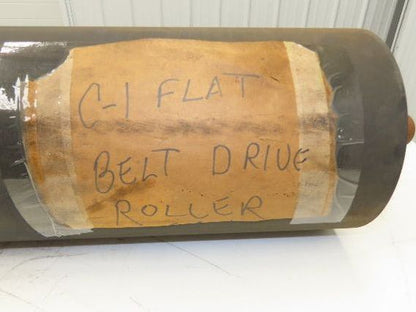 C-1 FLAT
BELT DRIVE
ROLLER